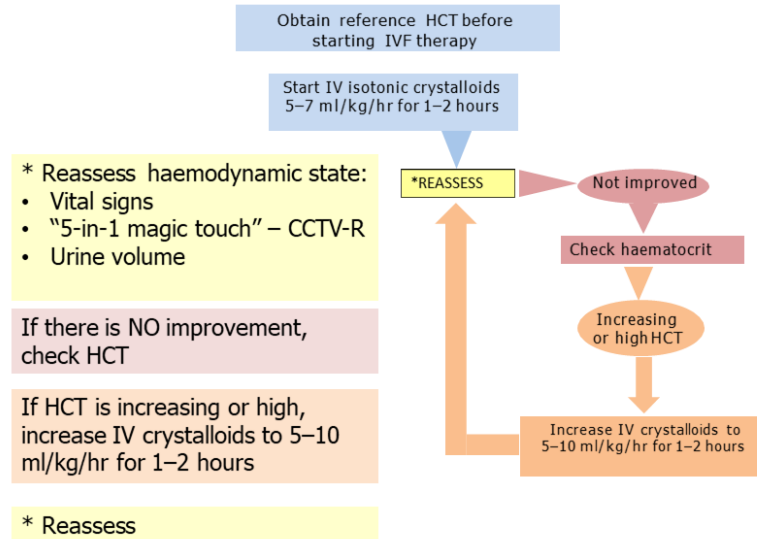 Obtain reference HCT before
starting IVF therapy
Start IV isotonic crystalloids
5–7 ml/kg/hr for 1–2 hours
*REASSESS
Not improved
Check haematocrit
Increasing
or high HCT
Increase IV crystalloids to
5–10 ml/kg/hr for 1–2 hours
* Reassess haemodynamic state:
• Vital signs
• “5-in-1 magic touch” – CCTV-R
• Urine volume
If there is NO improvement,
check HCT
If HCT is increasing or high,
increase IV crystalloids to 5–10
ml/kg/hr for 1–2 hours
* Reassess